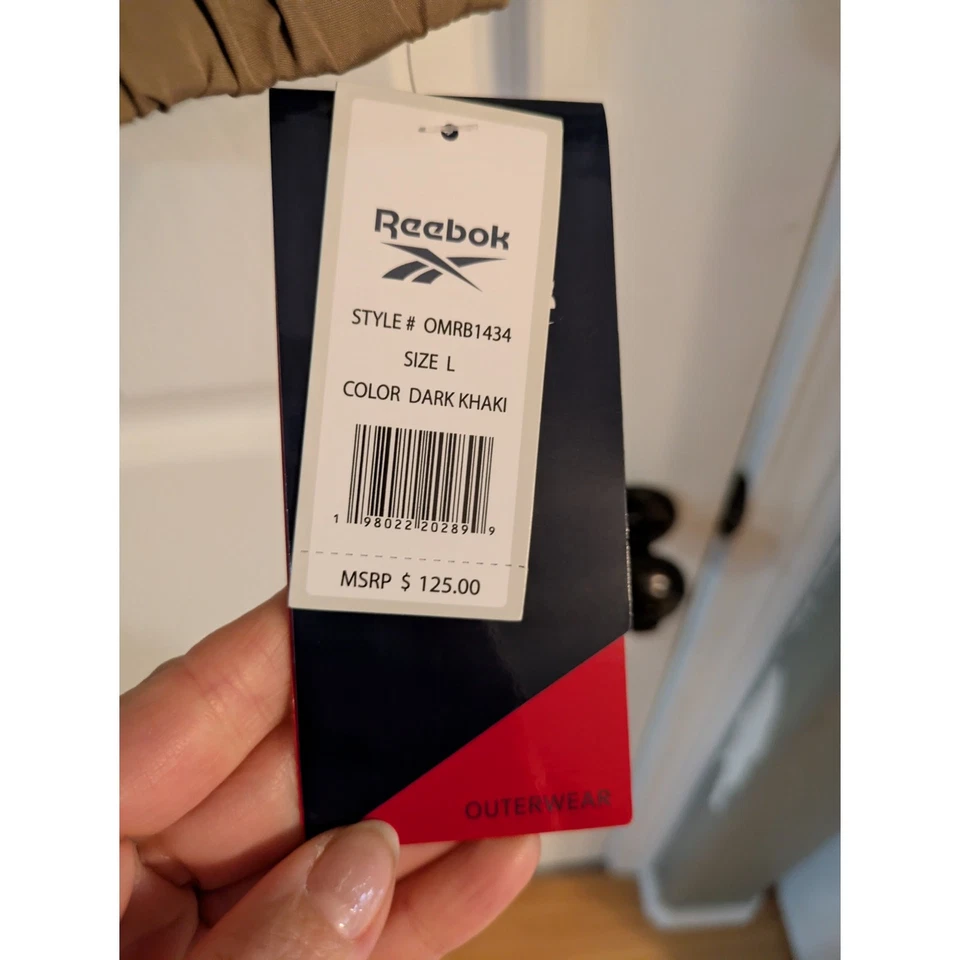 Reebok
STYLE # OMRB1434
SIZE L
COLOR DARK KHAKI
1 98022 20289 9
MSRP $ 125.00
OUTERWEAR